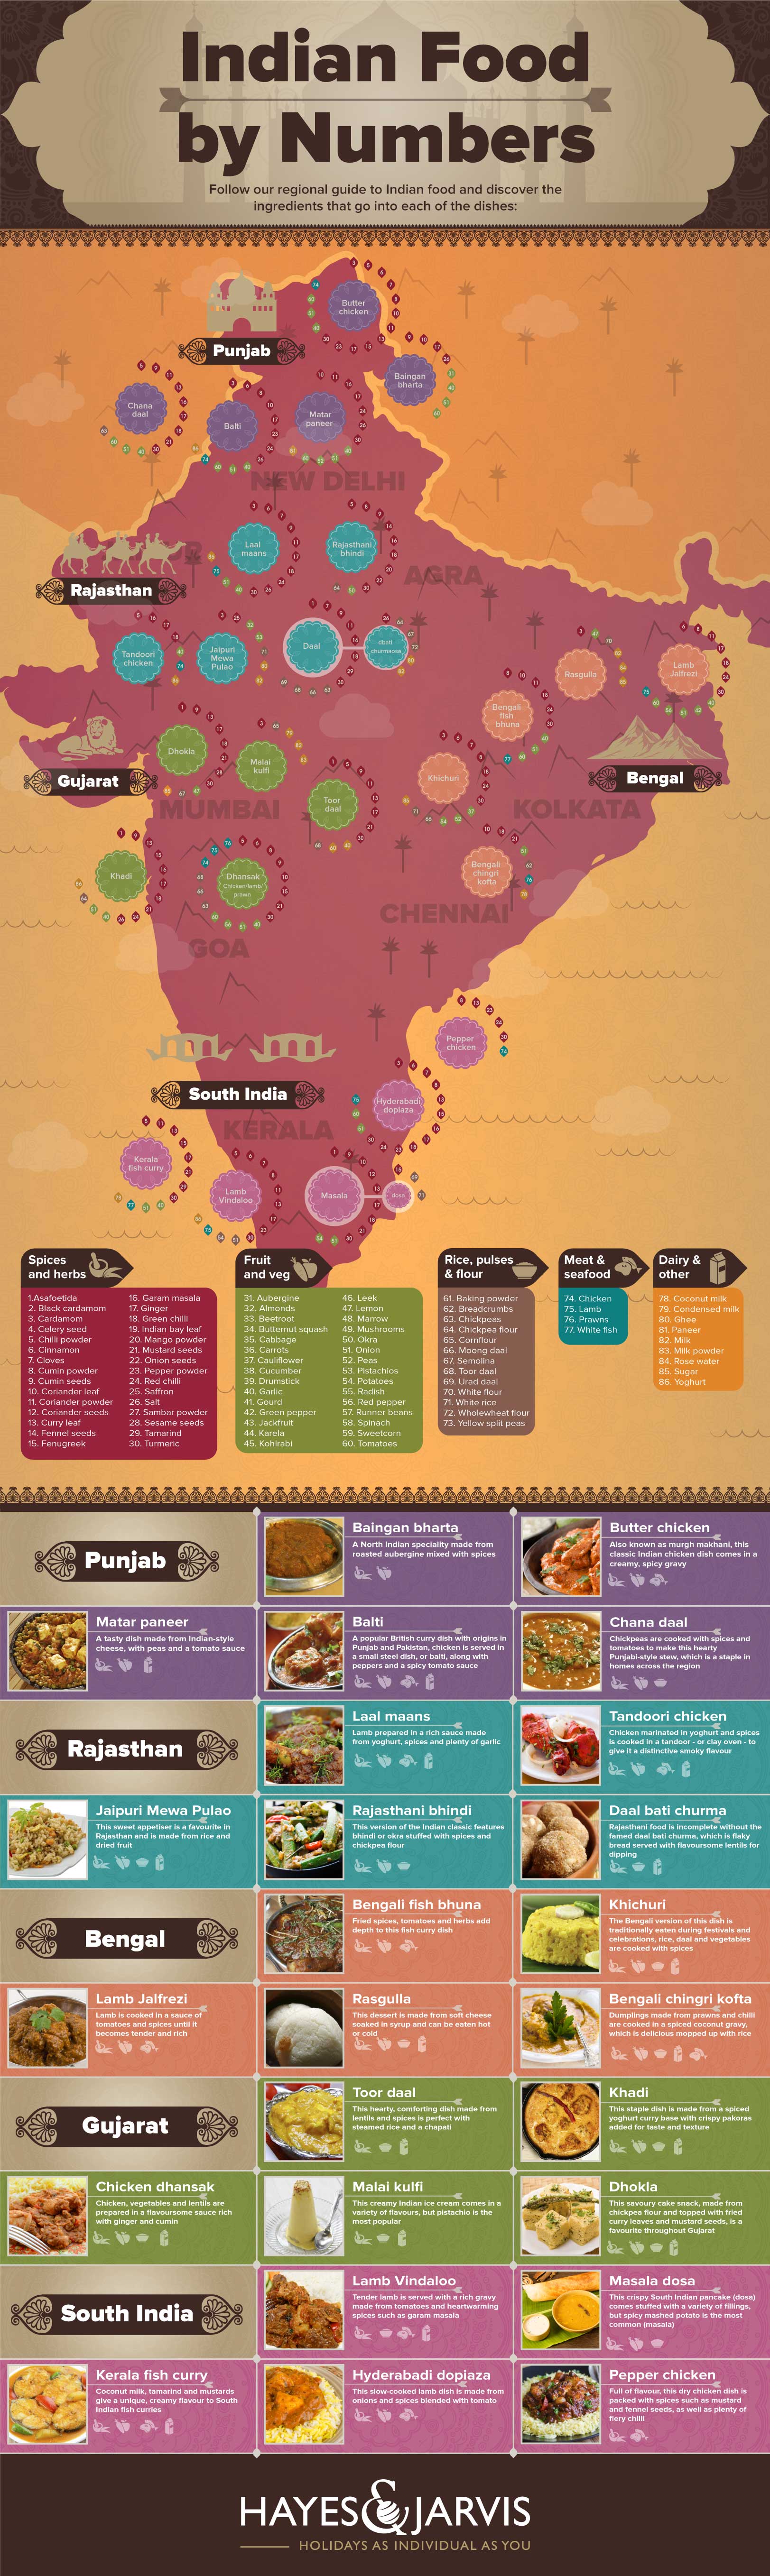 Indian Food
by Numbers
Follow our regional guide to Indian food and discover the
ingredients that go into each of the dishes:
Punjab
Butter
chicken
Baingan
bharta
Chana
daal
Balti
Matar
paneer
NEW DELHI
Rajasthan
Laal
maans
Rajasthani
bhindi
AGRA
Tandoori
chicken
Jaipuri
Mewa
Pulao
Daal
dbati
churmaosa
Rasgulla
Lamb
Jalfrezi
Bengali
fish
bhuna
Gujarat
Dhokla
Malai
kulfi
Toor
daal
Khichuri
Bengal
MUMBAI
KOLKATA
Khadi
Dhansak
Chicken/lamb/
prawn
Bengali
chingri
kofta
CHENNAI
GOA
Pepper
chicken
South India
Hyderabadi
dopiaza
KERALA
Kerala
fish curry
Lamb
Vindaloo
Masala
dosa
Spices
and herbs
1.Asafoetida
2. Black cardamom
3. Cardamom
4. Celery seed
5. Chilli powder
6. Cinnamon
7. Cloves
8. Cumin powder
9. Cumin seeds
10. Coriander leaf
11. Coriander powder
12. Coriander seeds
13. Curry leaf
14. Fennel seeds
15. Fenugreek
16. Garam masala
17. Ginger
18. Green chilli
19. Indian bay leaf
20. Mango powder
21. Mustard seeds
22. Onion seeds
23. Pepper powder
24. Red chilli
25. Saffron
26. Salt
27. Sambar powder
28. Sesame seeds
29. Tamarind
30. Turmeric
Fruit
and veg
31. Aubergine
32. Almonds
33. Beetroot
34. Butternut squash
35. Cabbage
36. Carrots
37. Cauliflower
38. Cucumber
39. Drumstick
40. Garlic
41. Gourd
42. Green pepper
43. Jackfruit
44. Karela
45. Kohlrabi
46. Leek
47. Lemon
48. Marrow
49. Mushrooms
50. Okra
51. Onion
52. Peas
53. Pistachios
54. Potatoes
55. Radish
56. Red pepper
57. Runner beans
58. Spinach
59. Sweetcorn
60. Tomatoes
Rice, pulses
& flour
61. Baking powder
62. Breadcrumbs
63. Chickpeas
64. Chickpea flour
65. Cornflour
66. Moong daal
67. Semolina
68. Toor daal
69. Urad daal
70. White flour
71. White rice
72. Wholewheat flour
73. Yellow split peas
Meat &
seafood
74. Chicken
75. Lamb
76. Prawns
77. White fish
Dairy &
other
78. Coconut milk
79. Condensed milk
80. Ghee
81. Paneer
82. Milk
83. Milk powder
84. Rose water
85. Sugar
86. Yoghurt
Punjab
Baingan bharta
A North Indian speciality made from
roasted aubergine mixed with spices
Butter chicken
Also known as murgh makhani, this
classic Indian chicken dish comes in a
creamy, spicy gravy
Matar paneer
A tasty dish made from Indian-style
cheese, with peas and a tomato sauce
Balti
A popular British curry dish with origins in
Punjab and Pakistan, chicken is served in
a small steel dish, or balti, along with
peppers and a spicy tomato sauce
Chana daal
Chickpeas are cooked with spices and
tomatoes to make this hearty
Punjabi-style stew, which is a staple in
homes across the region
Rajasthan
Laal maans
Lamb prepared in a rich sauce made
from yoghurt, spices and plenty of garlic
Tandoori chicken
Chicken marinated in yoghurt and spices
is cooked in a tandoor - or clay oven - to
give it a distinctive smoky flavour
Jaipuri Mewa Pulao
This sweet appetiser is a favourite in
Rajasthan and is made from rice and
dried fruit
Rajasthani bhindi
This version of the Indian classic features
bhindi or okra stuffed with spices and
chickpea flour
Daal bati churma
Rajasthani food is incomplete without the
famed daal bati churma, which is flaky
bread served with flavoursome lentils for
dipping
Bengal
Bengali fish bhuna
Fried spices, tomatoes and herbs add
depth to this fish curry dish
Khichuri
The Bengali version of this dish is
traditionally eaten during festivals and
celebrations, rice, daal and vegetables
are cooked with spices
Lamb Jalfrezi
Lamb is cooked in a sauce of
tomatoes and spices until it
becomes tender and rich
Rasgulla
This dessert is made from soft cheese
soaked in syrup and can be eaten hot
or cold
Bengali chingri kofta
Dumplings made from prawns and chilli
are cooked in a spiced coconut gravy,
which is delicious mopped up with rice
Gujarat
Toor daal
This hearty, comforting dish made from
lentils and spices is perfect with
steamed rice and a chapati
Khadi
This staple dish is made from a spiced
yoghurt curry base with crispy pakoras
added for taste and texture
Chicken dhansak
Chicken, vegetables and lentils are
prepared in a flavoursome sauce rich
with ginger and cumin
Malai kulfi
This creamy Indian ice cream comes in a
variety of flavours, but pistachio is the
most popular
Dhokla
This savoury cake snack, made from
chickpea flour and topped with fried
curry leaves and mustard seeds, is a
favourite throughout Gujarat
South India
Lamb Vindaloo
Tender lamb is served with a rich gravy
made from tomatoes and heartwarming
spices such as garam masala
Masala dosa
This crispy South Indian pancake (dosa)
comes stuffed with a variety of fillings,
but spicy mashed potato is the most
common (masala)
Kerala fish curry
Coconut milk, tamarind and mustards
give a unique, creamy flavour to South
Indian fish curries
Hyderabadi dopiaza
This slow-cooked lamb dish is made from
onions and spices blended with tomato
Pepper chicken
Full of flavour, this dry chicken dish is
packed with spices such as mustard
and fennel seeds, as well as plenty of
fiery chilli
HAYES & JARVIS
HOLIDAYS AS INDIVIDUAL AS YOU